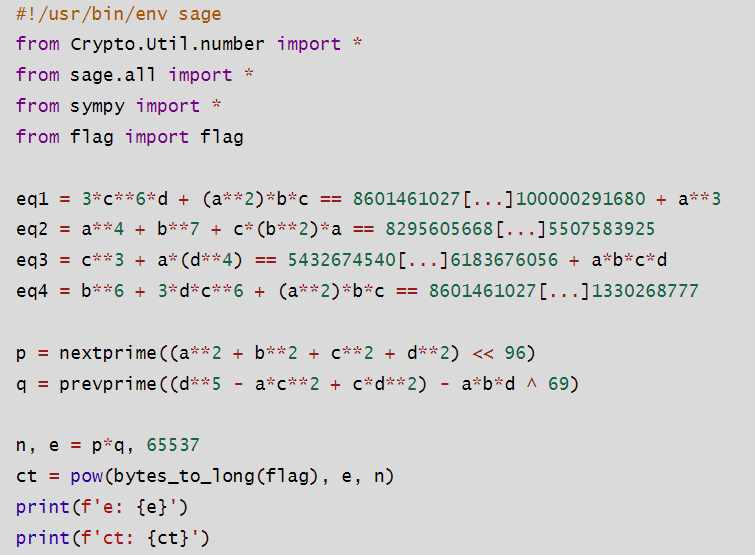 #!/usr/bin/env sage
from Crypto.Util.number import *
from sage.all import *
from sympy import *
from flag import flag
eq1 = 3*c**6*d + (a**2)*b*c == 8601461027[...]100000291680 + a**3
eq2 = a**4 + b**7 + c*(b**2)*a == 8295605668[...]5507583925
eq3 = c**3 + a*(d**4) == 5432674540[...]6183676056 + a*b*c*d
eq4 = b**6 + 3*d*c**6 + (a**2)*b*c == 8601461027[...]1330268777
p = nextprime((a**2 + b**2 + c**2 + d**2) << 96)
q = prevprime((d**5 - a*c**2 + c*d**2) - a*b*d ^ 69)
n, e = p*q, 65537
ct = pow(bytes_to_long(flag), e, n)
print(f'e: {e}')
print(f'ct: {ct}')